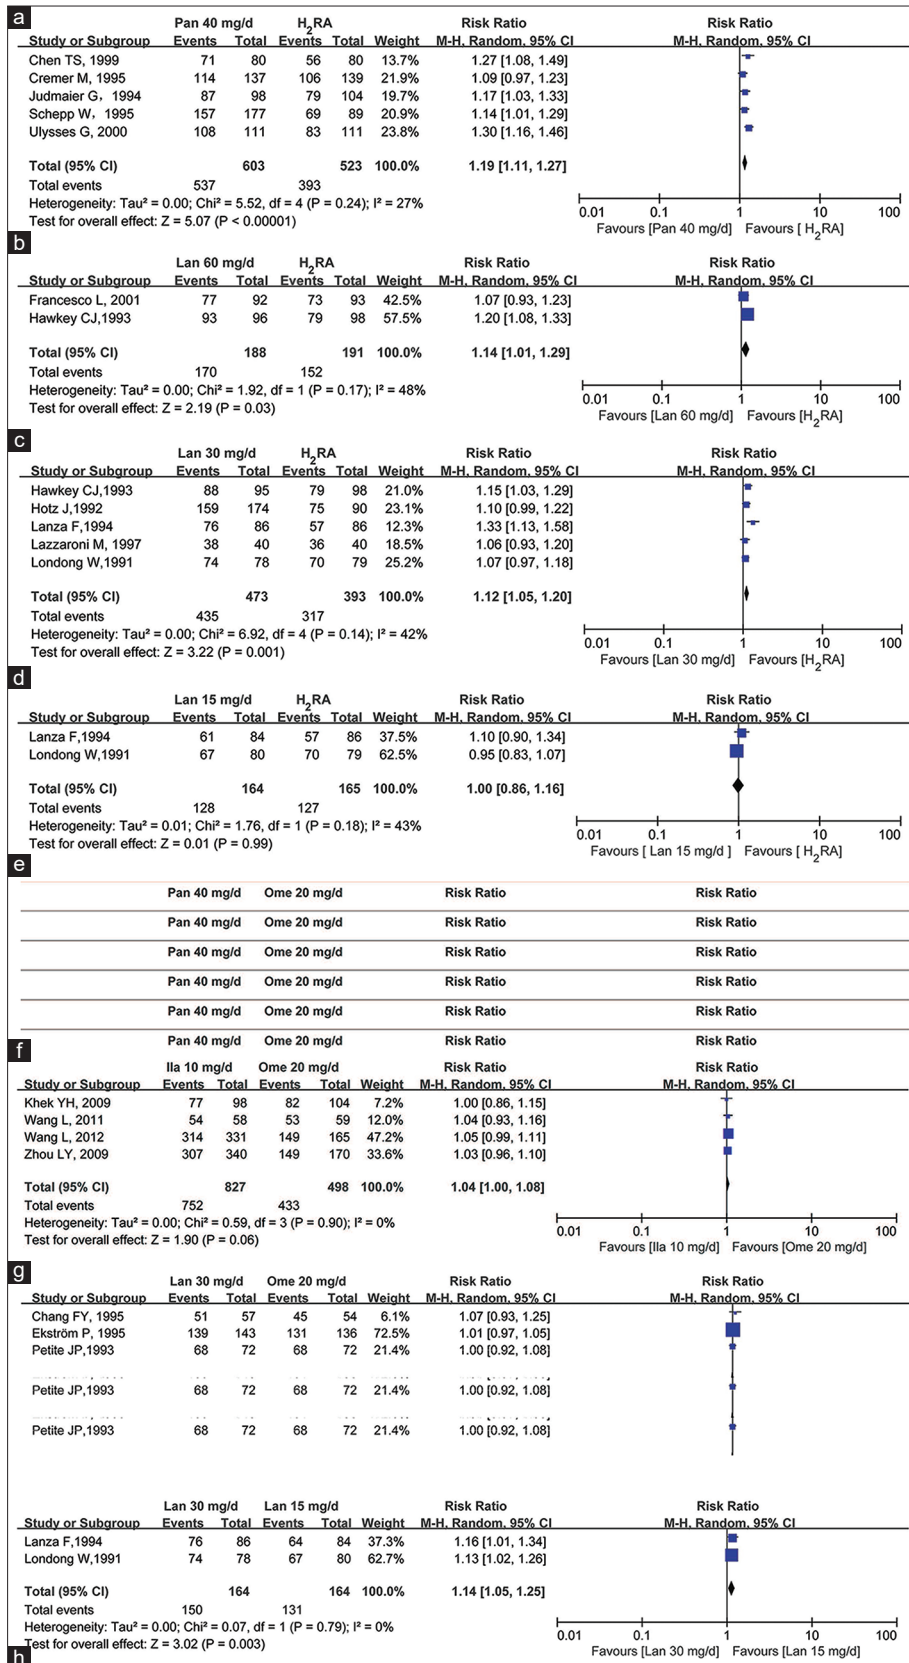 a
Pan 40 mg/d H2RA Risk Ratio Risk Ratio
Study or Subgroup Events Total Events Total Weight M-H, Random, 95% CI M-H, Random, 95% CI
Chen TS, 1999 71 80 56 80 13.7% 1.27 [1.08, 1.49]
Cremer M, 1995 114 137 106 139 21.9% 1.09 [0.97, 1.23]
Judmaier G, 1994 87 98 79 104 19.7% 1.17 [1.03, 1.33]
Schepp W, 1995 157 177 69 89 20.9% 1.14 [1.01, 1.29]
Ulysses G, 2000 108 111 83 111 23.8% 1.30 [1.16, 1.46]
Total (95% CI) 603 523 100.0% 1.19 [1.11, 1.27]
Total events 537 393
Heterogeneity: Tau² = 0.00; Chi² = 5.52, df = 4 (P = 0.24); I² = 27%
Test for overall effect: Z = 5.07 (P < 0.00001)
0.01 0.1 1 10 100
Favours [Pan 40 mg/d] Favours [ H2RA]
b
Lan 60 mg/d H2RA Risk Ratio Risk Ratio
Study or Subgroup Events Total Events Total Weight M-H, Random, 95% CI M-H, Random, 95% CI
Francesco L, 2001 77 92 73 93 42.5% 1.07 [0.93, 1.23]
Hawkey CJ,1993 93 96 79 98 57.5% 1.20 [1.08, 1.33]
Total (95% CI) 188 191 100.0% 1.14 [1.01, 1.29]
Total events 170 152
Heterogeneity: Tau² = 0.00; Chi² = 1.92, df = 1 (P = 0.17); I² = 48%
Test for overall effect: Z = 2.19 (P = 0.03)
0.01 0.1 1 10 100
Favours [Lan 60 mg/d] Favours [H2RA]
c
Lan 30 mg/d H2RA Risk Ratio Risk Ratio
Study or Subgroup Events Total Events Total Weight M-H, Random, 95% CI M-H, Random, 95% CI
Hawkey CJ,1993 88 95 79 98 21.0% 1.15 [1.03, 1.29]
Hotz J,1992 159 174 75 90 23.1% 1.10 [0.99, 1.22]
Lanza F,1994 76 86 57 86 12.3% 1.33 [1.13, 1.58]
Lazzaroni M, 1997 38 40 36 40 18.5% 1.06 [0.93, 1.20]
Londong W,1991 74 78 70 79 25.2% 1.07 [0.97, 1.18]
Total (95% CI) 473 393 100.0% 1.12 [1.05, 1.20]
Total events 435 317
Heterogeneity: Tau² = 0.00; Chi² = 6.92, df = 4 (P = 0.14); I² = 42%
Test for overall effect: Z = 3.22 (P = 0.001)
0.01 0.1 1 10 100
Favours [Lan 30 mg/d] Favours [H2RA]
d
Lan 15 mg/d H2RA Risk Ratio Risk Ratio
Study or Subgroup Events Total Events Total Weight M-H, Random, 95% CI M-H, Random, 95% CI
Lanza F,1994 61 84 57 86 37.5% 1.10 [0.90, 1.34]
Londong W,1991 67 80 70 79 62.5% 0.95 [0.83, 1.07]
Total (95% CI) 164 165 100.0% 1.00 [0.86, 1.16]
Total events 128 127
Heterogeneity: Tau² = 0.01; Chi² = 1.76, df = 1 (P = 0.18); I² = 43%
Test for overall effect: Z = 0.01 (P = 0.99)
0.01 0.1 1 10 100
Favours [ Lan 15 mg/d ] Favours [ H2RA]
e
Pan 40 mg/d Ome 20 mg/d Risk Ratio Risk Ratio
Pan 40 mg/d Ome 20 mg/d Risk Ratio Risk Ratio
Pan 40 mg/d Ome 20 mg/d Risk Ratio Risk Ratio
Pan 40 mg/d Ome 20 mg/d Risk Ratio Risk Ratio
Pan 40 mg/d Ome 20 mg/d Risk Ratio Risk Ratio
Pan 40 mg/d Ome 20 mg/d Risk Ratio Risk Ratio
f
Ila 10 mg/d Ome 20 mg/d Risk Ratio Risk Ratio
Study or Subgroup Events Total Events Total Weight M-H, Random, 95% CI M-H, Random, 95% CI
Khek YH, 2009 77 98 82 104 7.2% 1.00 [0.86, 1.15]
Wang L, 2011 54 58 53 59 12.0% 1.04 [0.93, 1.16]
Wang L, 2012 314 331 149 165 47.2% 1.05 [0.99, 1.11]
Zhou LY, 2009 307 340 149 170 33.6% 1.03 [0.96, 1.10]
Total (95% CI) 827 498 100.0% 1.04 [1.00, 1.08]
Total events 752 433
Heterogeneity: Tau² = 0.00; Chi² = 0.59, df = 3 (P = 0.90); I² = 0%
Test for overall effect: Z = 1.90 (P = 0.06)
0.01 0.1 1 10 100
Favours [Ila 10 mg/d] Favours [Ome 20 mg/d]
g
Lan 30 mg/d Ome 20 mg/d Risk Ratio Risk Ratio
Study or Subgroup Events Total Events Total Weight M-H, Random, 95% CI M-H, Random, 95% CI
Chang FY, 1995 51 57 45 54 6.1% 1.07 [0.93, 1.25]
Ekström P, 1995 139 143 131 136 72.5% 1.01 [0.97, 1.05]
Petite JP,1993 68 72 68 72 21.4% 1.00 [0.92, 1.08]
Petite JP,1993 68 72 68 72 21.4% 1.00 [0.92, 1.08]
Petite JP,1993 68 72 68 72 21.4% 1.00 [0.92, 1.08]
Lan 30 mg/d Lan 15 mg/d Risk Ratio Risk Ratio
Study or Subgroup Events Total Events Total Weight M-H, Random, 95% CI M-H, Random, 95% CI
Lanza F,1994 76 86 64 84 37.3% 1.16 [1.01, 1.34]
Londong W,1991 74 78 67 80 62.7% 1.13 [1.02, 1.26]
Total (95% CI) 164 164 100.0% 1.14 [1.05, 1.25]
Total events 150 131
Heterogeneity: Tau² = 0.00; Chi² = 0.07, df = 1 (P = 0.79); I² = 0%
Test for overall effect: Z = 3.02 (P = 0.003)
0.01 0.1 1 10 100
Favours [Lan 30 mg/d] Favours [Lan 15 mg/d]
h